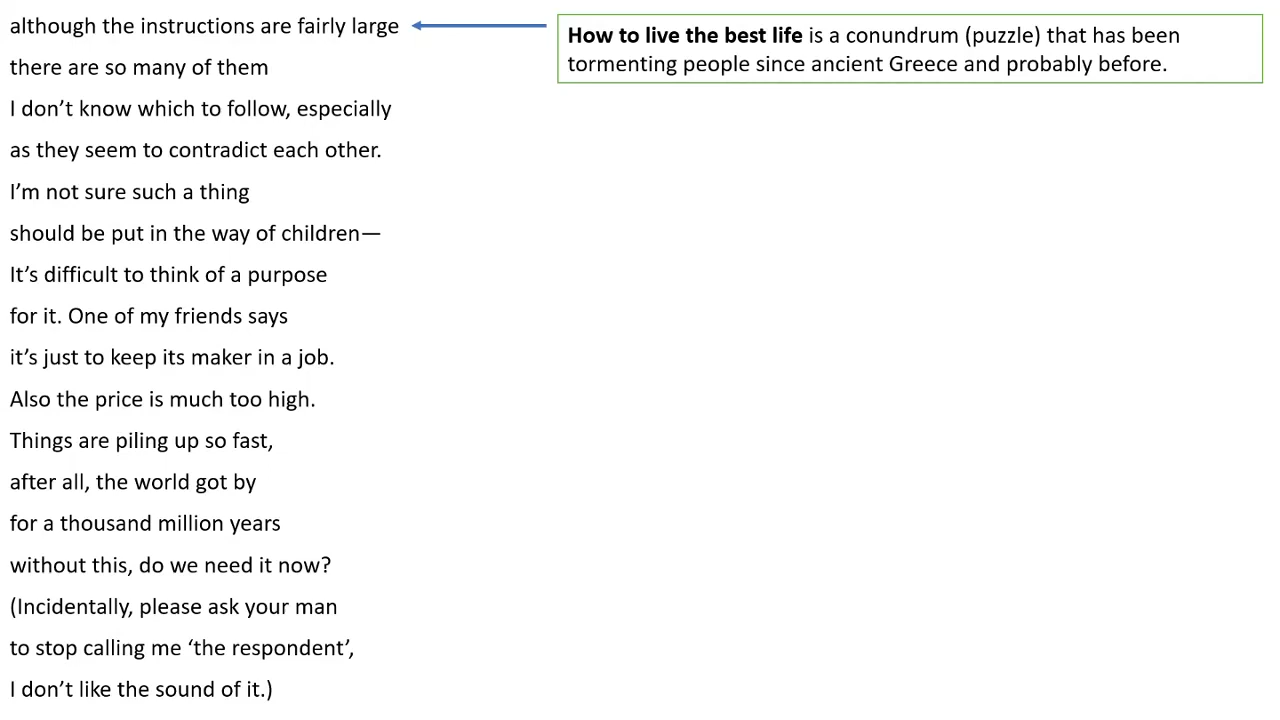 although the instructions are fairly large
there are so many of them
I don’t know which to follow, especially
as they seem to contradict each other.
I’m not sure such a thing
should be put in the way of children—
It’s difficult to think of a purpose
for it. One of my friends says
it’s just to keep its maker in a job.
Also the price is much too high.
Things are piling up so fast,
after all, the world got by
for a thousand million years
without this, do we need it now?
(Incidentally, please ask your man
to stop calling me ‘the respondent’,
I don’t like the sound of it.)
How to live the best life is a conundrum (puzzle) that has been
tormenting people since ancient Greece and probably before.